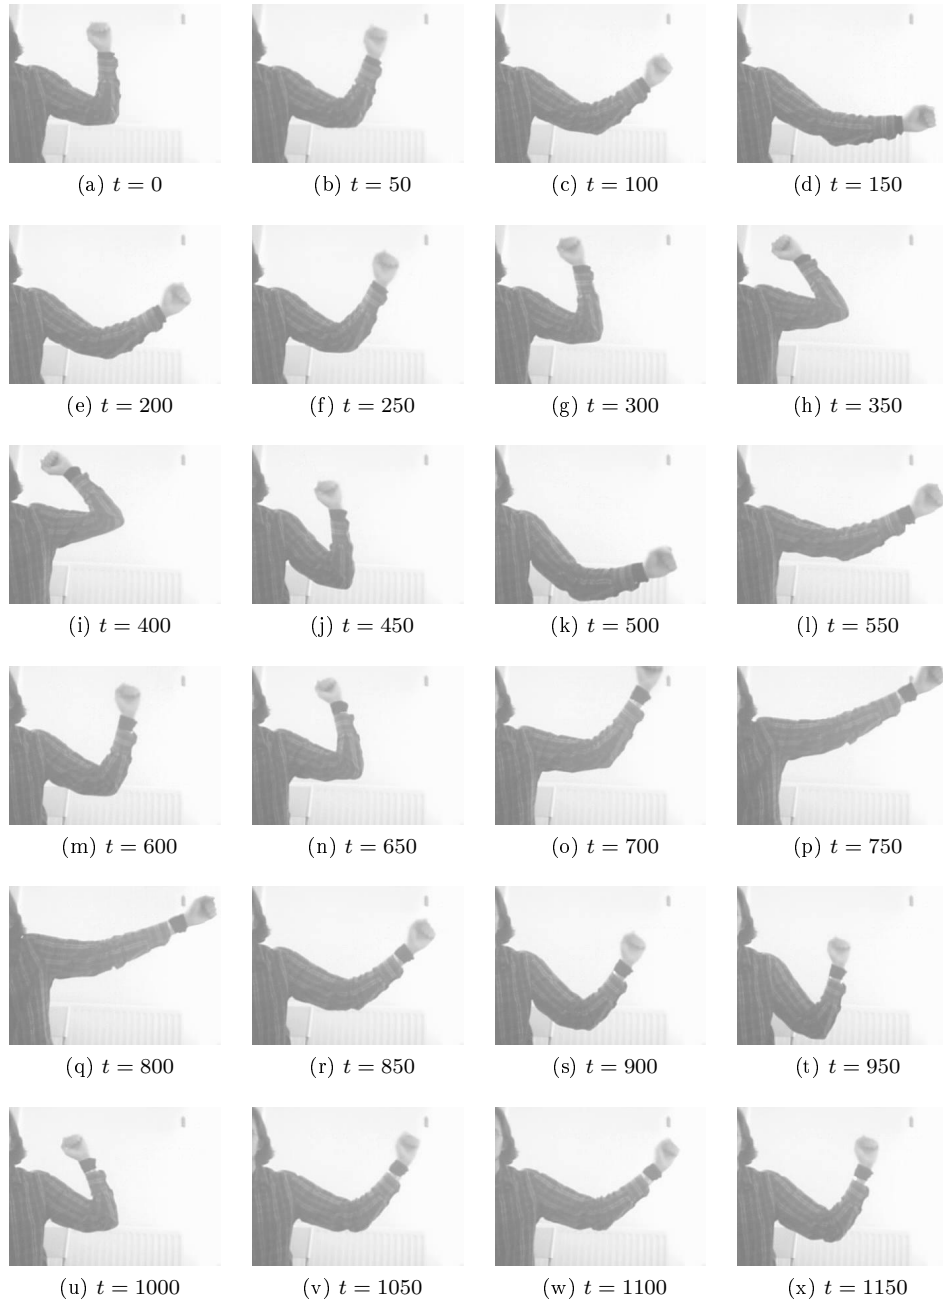 (a) t = 0
(b) t = 50
(c) t = 100
(d) t = 150
(e) t = 200
(f) t = 250
(g) t = 300
(h) t = 350
(i) t = 400
(j) t = 450
(k) t = 500
(l) t = 550
(m) t = 600
(n) t = 650
(o) t = 700
(p) t = 750
(q) t = 800
(r) t = 850
(s) t = 900
(t) t = 950
(u) t = 1000
(v) t = 1050
(w) t = 1100
(x) t = 1150